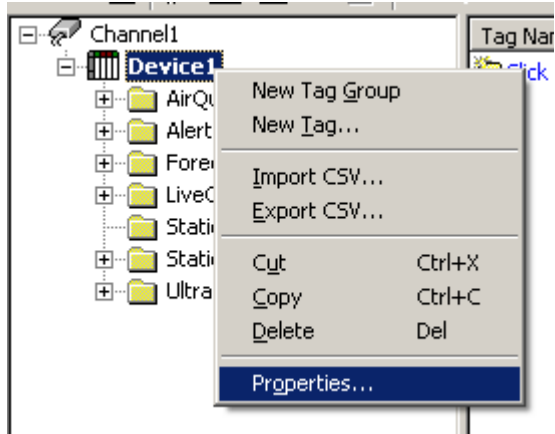 Channel1
Tag Nar
Device1
Click
New Tag Group
New Tag...
Import CSV...
Export CSV...
Cut Ctrl+X
Copy Ctrl+C
Delete Del
Properties...
AirQu
Alert
Fore
LiveC
Stati
Stati
Ultra